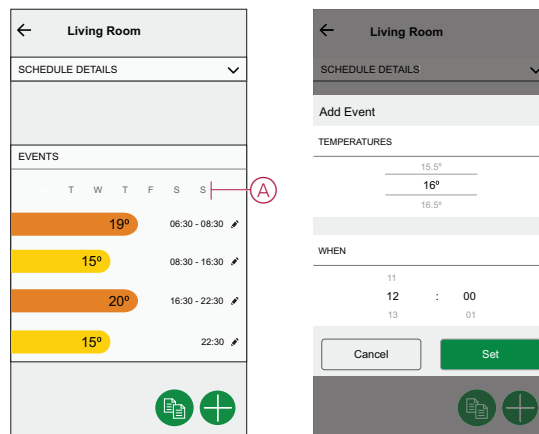 Living Room
SCHEDULE DETAILS
EVENTS
T W T F S S
A
19º 06:30 - 08:30
15º 08:30 - 16:30
20º 16:30 - 22:30
15º 22:30
Living Room
SCHEDULE DETAILS
Add Event
TEMPERATURES
15.5º
16º
16.5º
WHEN
11
12 : 00
13 01
Cancel Set